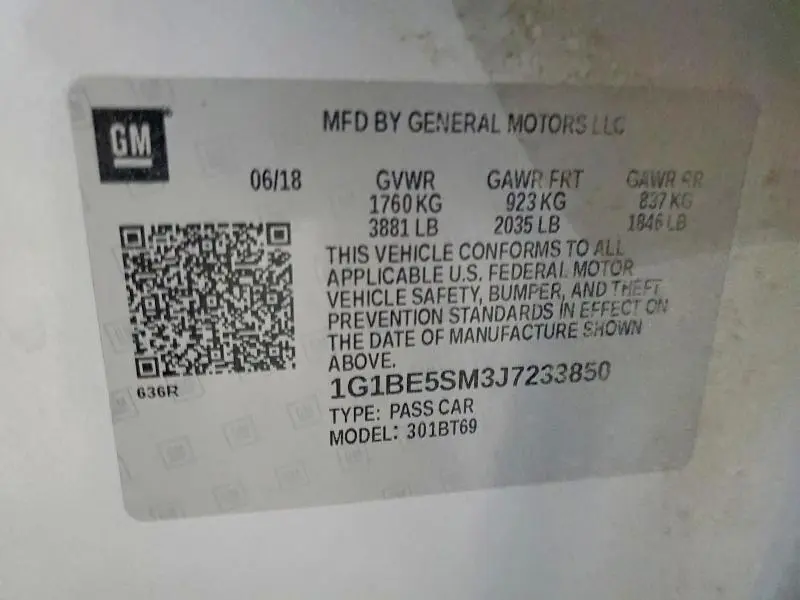 GM
MFD BY GENERAL MOTORS LLC
06/18 GVWR GAWR FRT GAWR RR
1760 KG 923 KG 837 KG
3881 LB 2035 LB 1846 LB
THIS VEHICLE CONFORMS TO ALL
APPLICABLE U.S. FEDERAL MOTOR
VEHICLE SAFETY, BUMPER, AND THEFT
PREVENTION STANDARDS IN EFFECT ON
THE DATE OF MANUFACTURE SHOWN
ABOVE.
636R
1G1BE5SM3J7233850
TYPE: PASS CAR
MODEL: 301BT69